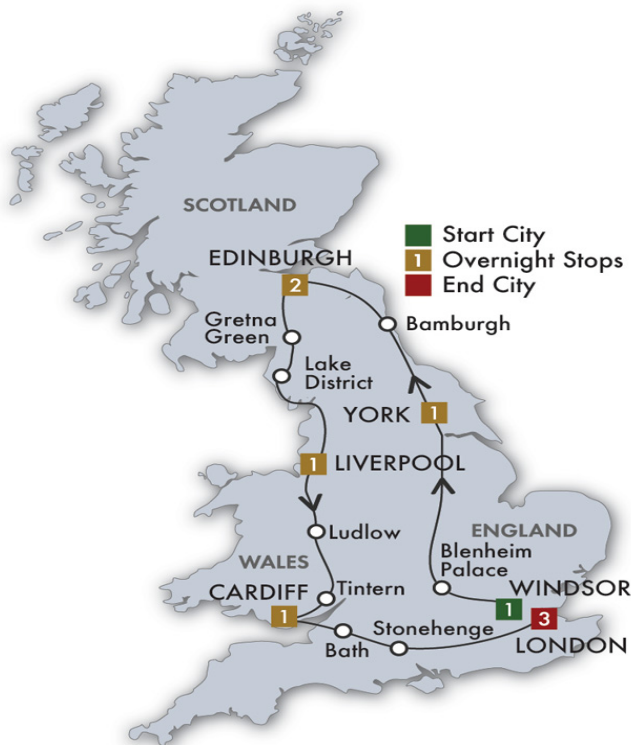 SCOTLAND
Start City
1 Overnight Stops
End City
EDINBURGH
2
Bamburgh
Gretna
Green
Lake
District
YORK 1
1 LIVERPOOL
Ludlow
ENGLAND
Blenheim
Palace
WALES
CARDIFF
1
Tintern
WINDSOR
1
3
LONDON
Stonehenge
Bath